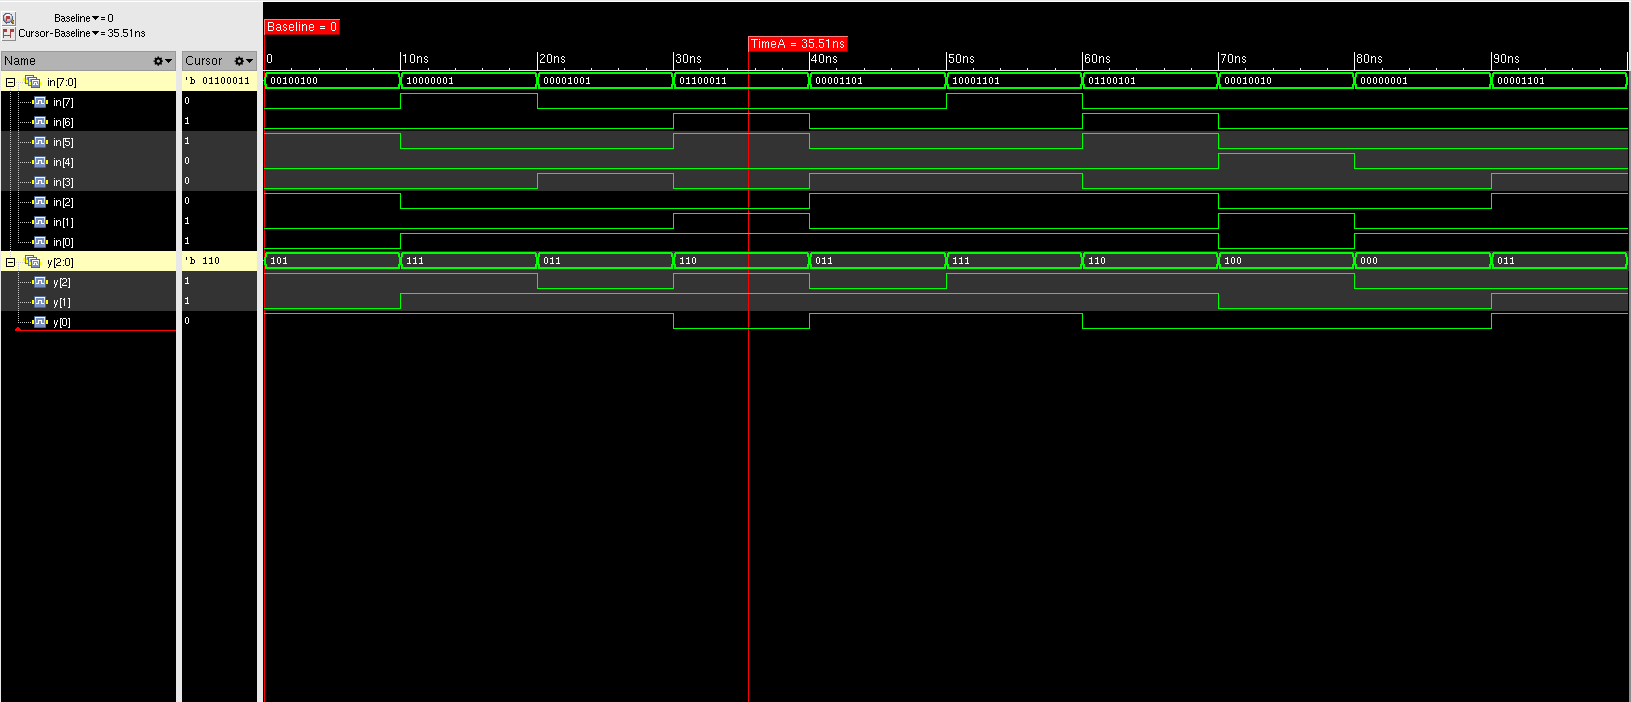 Baseline▼= 0
Cursor-Baseline▼= 35.51ns
Baseline = 0
TimeA = 35.51ns
Name
Cursor
0 10ns 20ns 30ns 40ns 50ns 60ns 70ns 80ns 90ns
in[7:0] 'b 01100011 00100100 10000001 00001001 01100011 00001101 10001101 01100101 00010010 00000001 00001101
in[7] 0
in[6] 1
in[5] 1
in[4] 0
in[3] 0
in[2] 0
in[1] 1
in[0] 1
y[2:0] 'b 110 101 111 011 110 011 111 110 100 000 011
y[2] 1
y[1] 1
y[0] 0